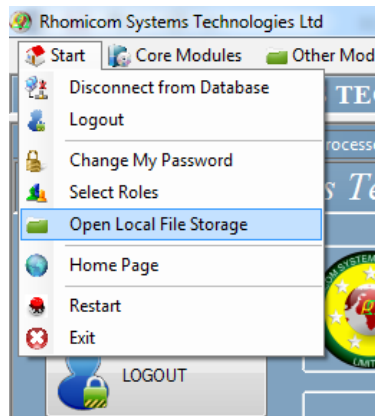 Rhomicom Systems Technologies Ltd
Start Core Modules Other Mod
Disconnect from Database
Logout
Change My Password
Select Roles
Open Local File Storage
Home Page
Restart
Exit
LOGOUT